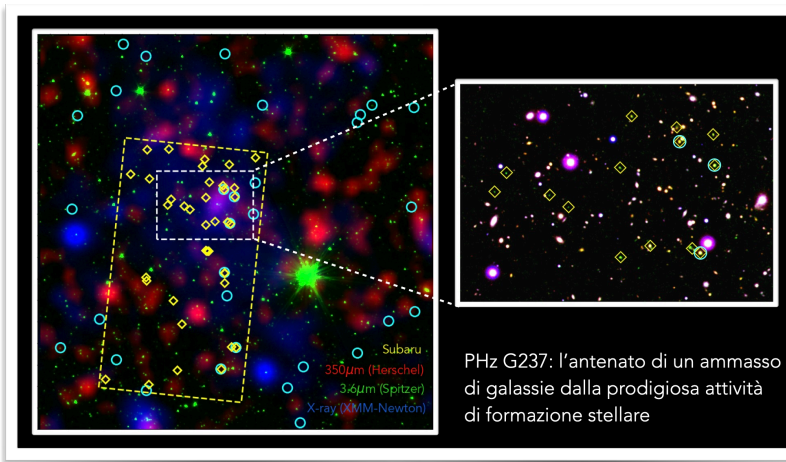 Subaru
350µm (Herschel)
3.6µm (Spitzer)
X-ray (XMM-Newton)
PHz G237: l’antenato di un ammasso
di galassie dalla prodigiosa attività
di formazione stellare